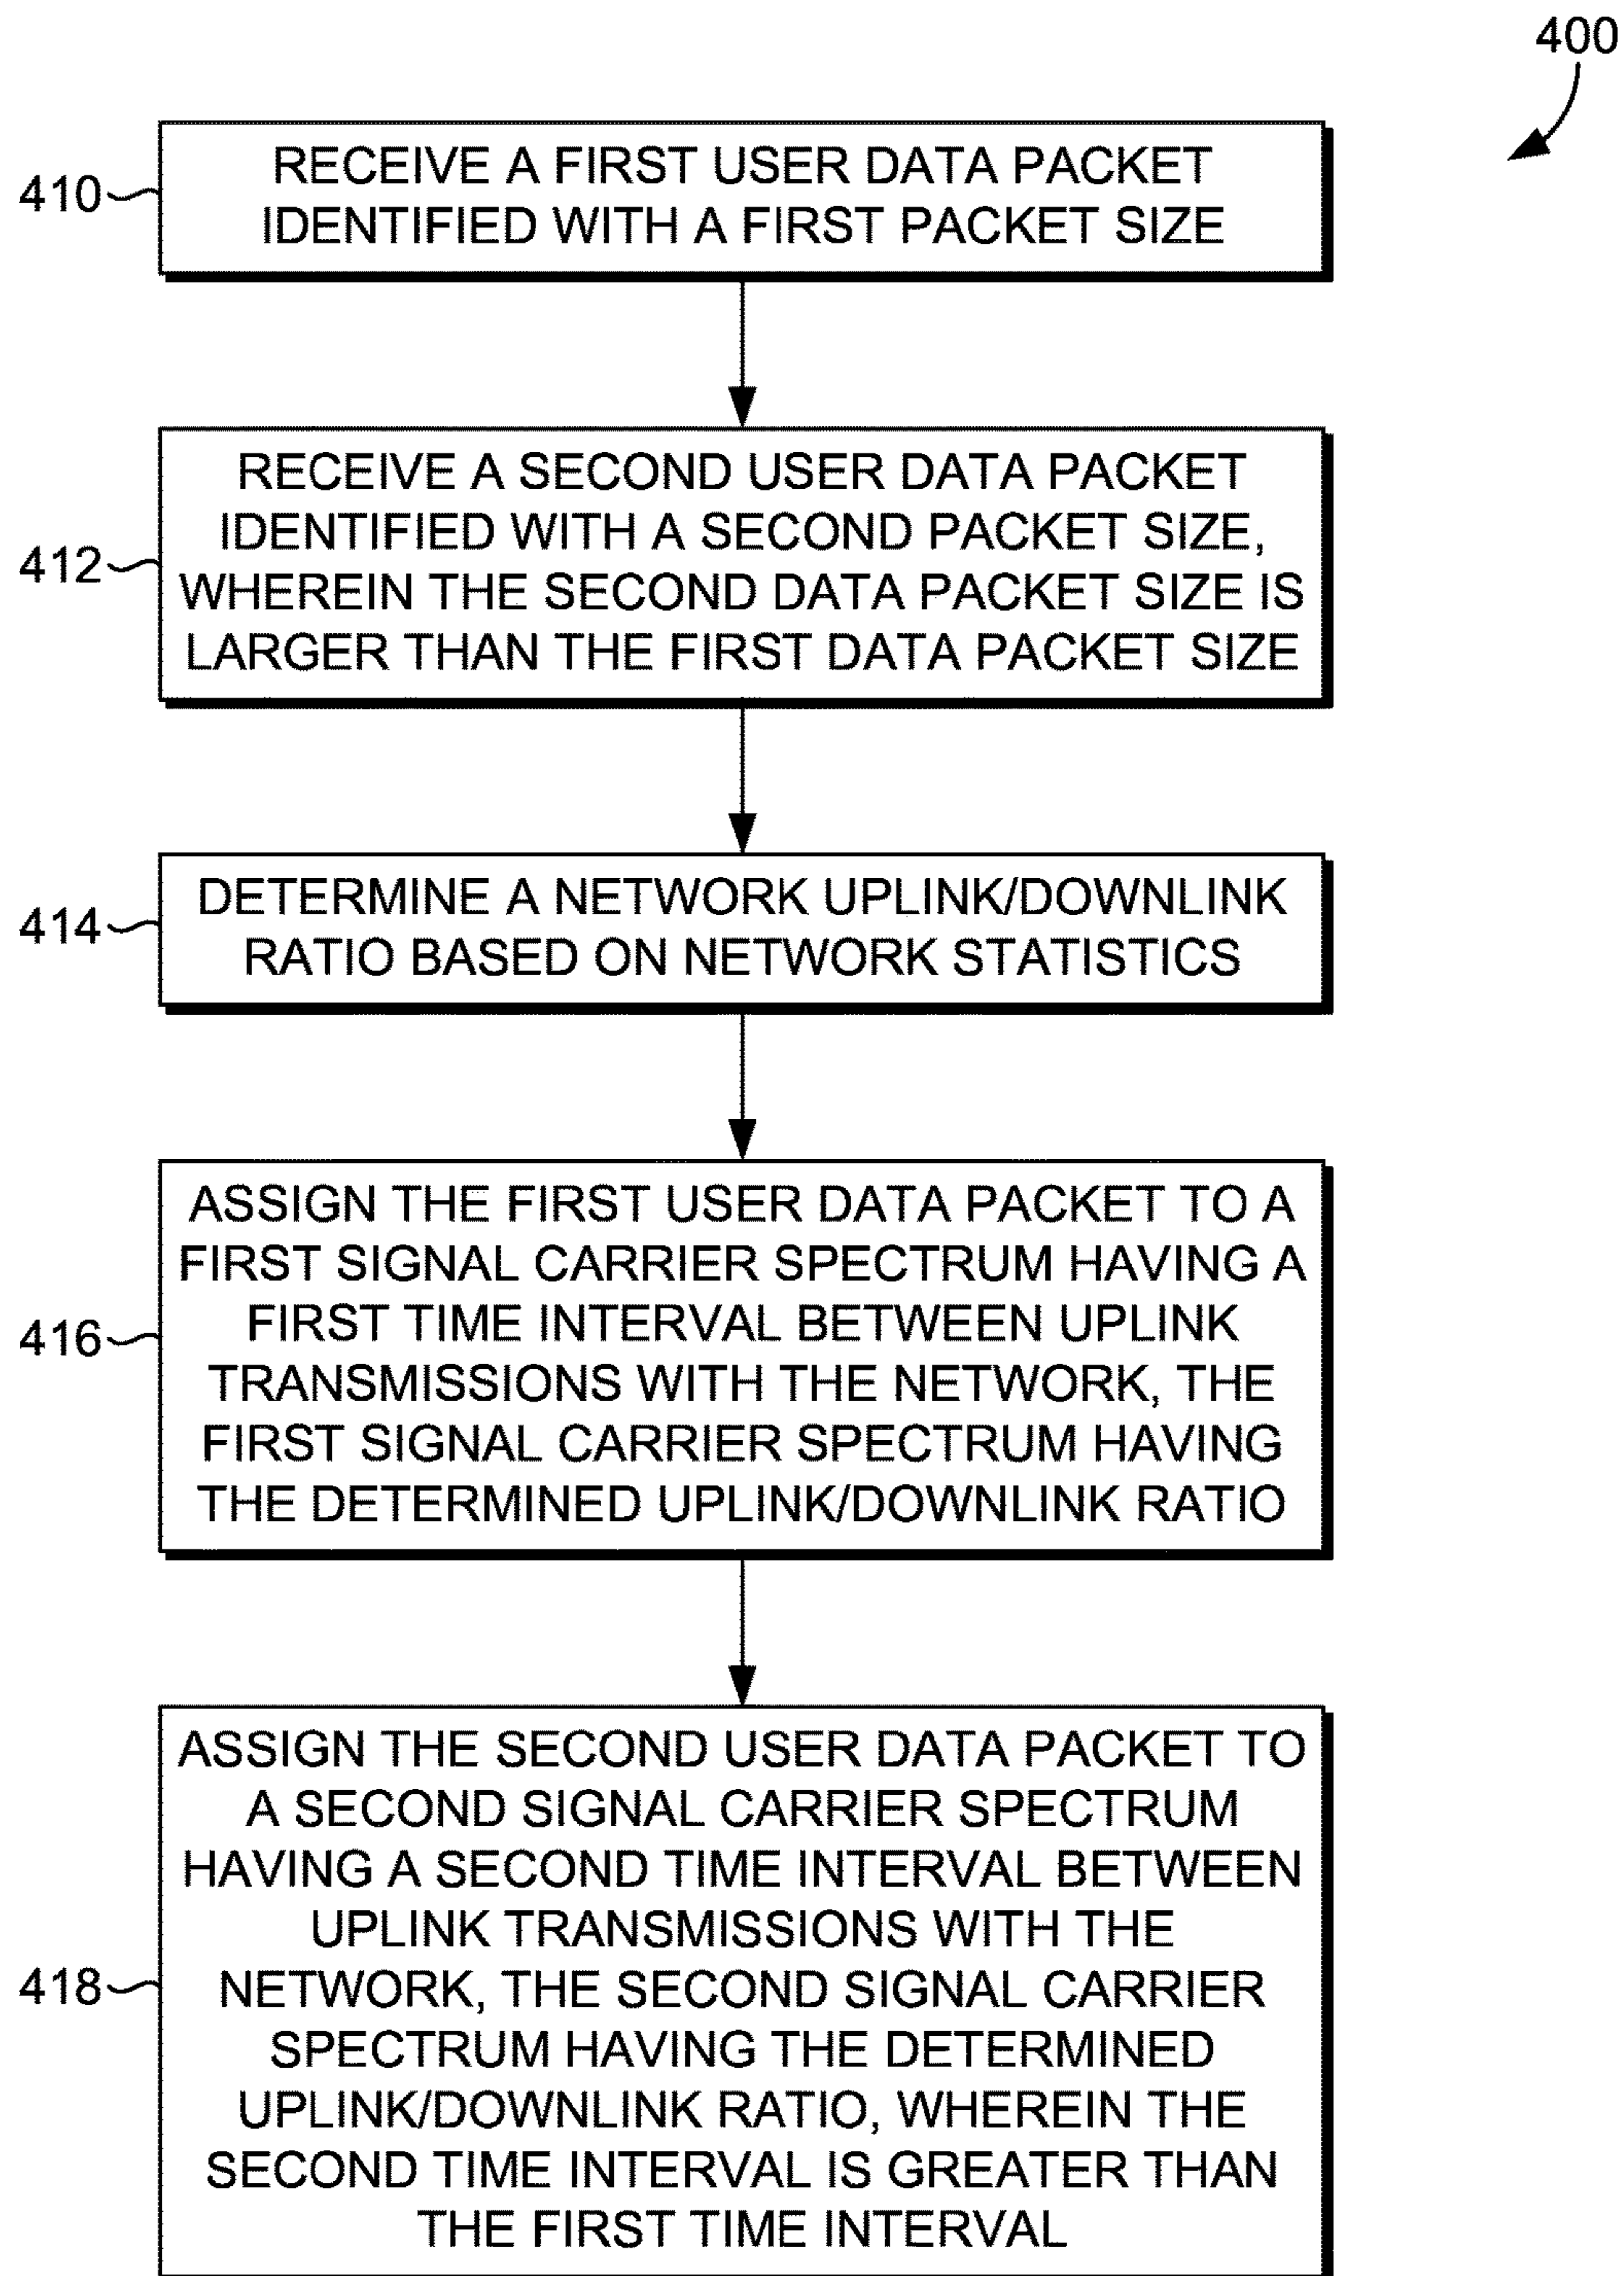 400
410
RECEIVE A FIRST USER DATA PACKET
IDENTIFIED WITH A FIRST PACKET SIZE
412
RECEIVE A SECOND USER DATA PACKET
IDENTIFIED WITH A SECOND PACKET SIZE,
WHEREIN THE SECOND DATA PACKET SIZE IS
LARGER THAN THE FIRST DATA PACKET SIZE
414
DETERMINE A NETWORK UPLINK/DOWNLINK
RATIO BASED ON NETWORK STATISTICS
416
ASSIGN THE FIRST USER DATA PACKET TO A
FIRST SIGNAL CARRIER SPECTRUM HAVING A
FIRST TIME INTERVAL BETWEEN UPLINK
TRANSMISSIONS WITH THE NETWORK, THE
FIRST SIGNAL CARRIER SPECTRUM HAVING
THE DETERMINED UPLINK/DOWNLINK RATIO
418
ASSIGN THE SECOND USER DATA PACKET TO
A SECOND SIGNAL CARRIER SPECTRUM
HAVING A SECOND TIME INTERVAL BETWEEN
UPLINK TRANSMISSIONS WITH THE
NETWORK, THE SECOND SIGNAL CARRIER
SPECTRUM HAVING THE DETERMINED
UPLINK/DOWNLINK RATIO, WHEREIN THE
SECOND TIME INTERVAL IS GREATER THAN
THE FIRST TIME INTERVAL